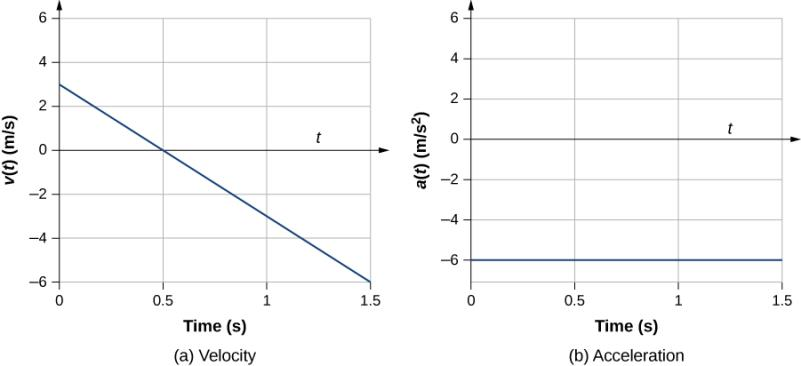 6
4
2
0
–2
–4
–6
v(t) (m/s)
t
0
0.5
1
1.5
Time (s)
(a) Velocity
6
4
2
0
–2
–4
–6
a(t) (m/s²)
t
0
0.5
1
1.5
Time (s)
(b) Acceleration